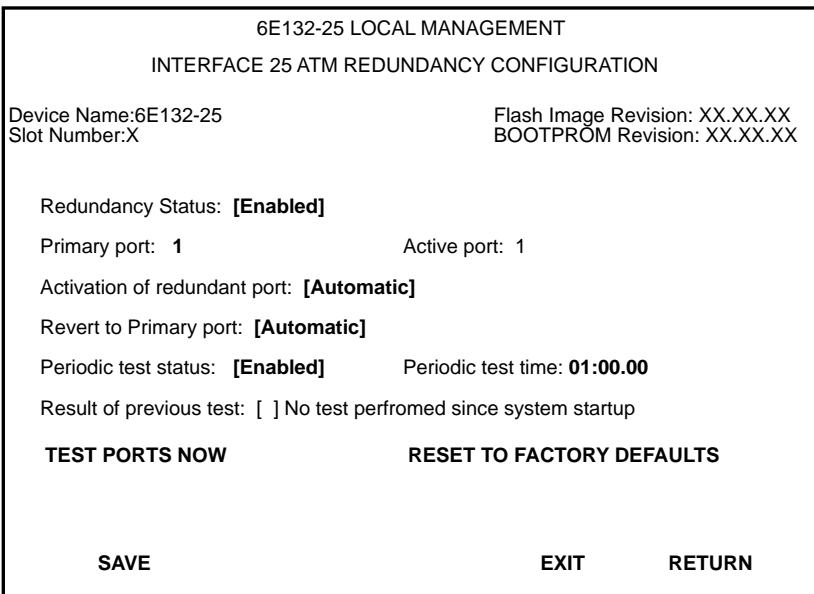 6E132-25 LOCAL MANAGEMENT
INTERFACE 25 ATM REDUNDANCY CONFIGURATION
Device Name:6E132-25 Flash Image Revision: XX.XX.XX
Slot Number:X BOOTPROM Revision: XX.XX.XX
Redundancy Status: [Enabled]
Primary port: 1 Active port: 1
Activation of redundant port: [Automatic]
Revert to Primary port: [Automatic]
Periodic test status: [Enabled] Periodic test time: 01:00.00
Result of previous test: [ ] No test perfromed since system startup
TEST PORTS NOW RESET TO FACTORY DEFAULTS
SAVE EXIT RETURN